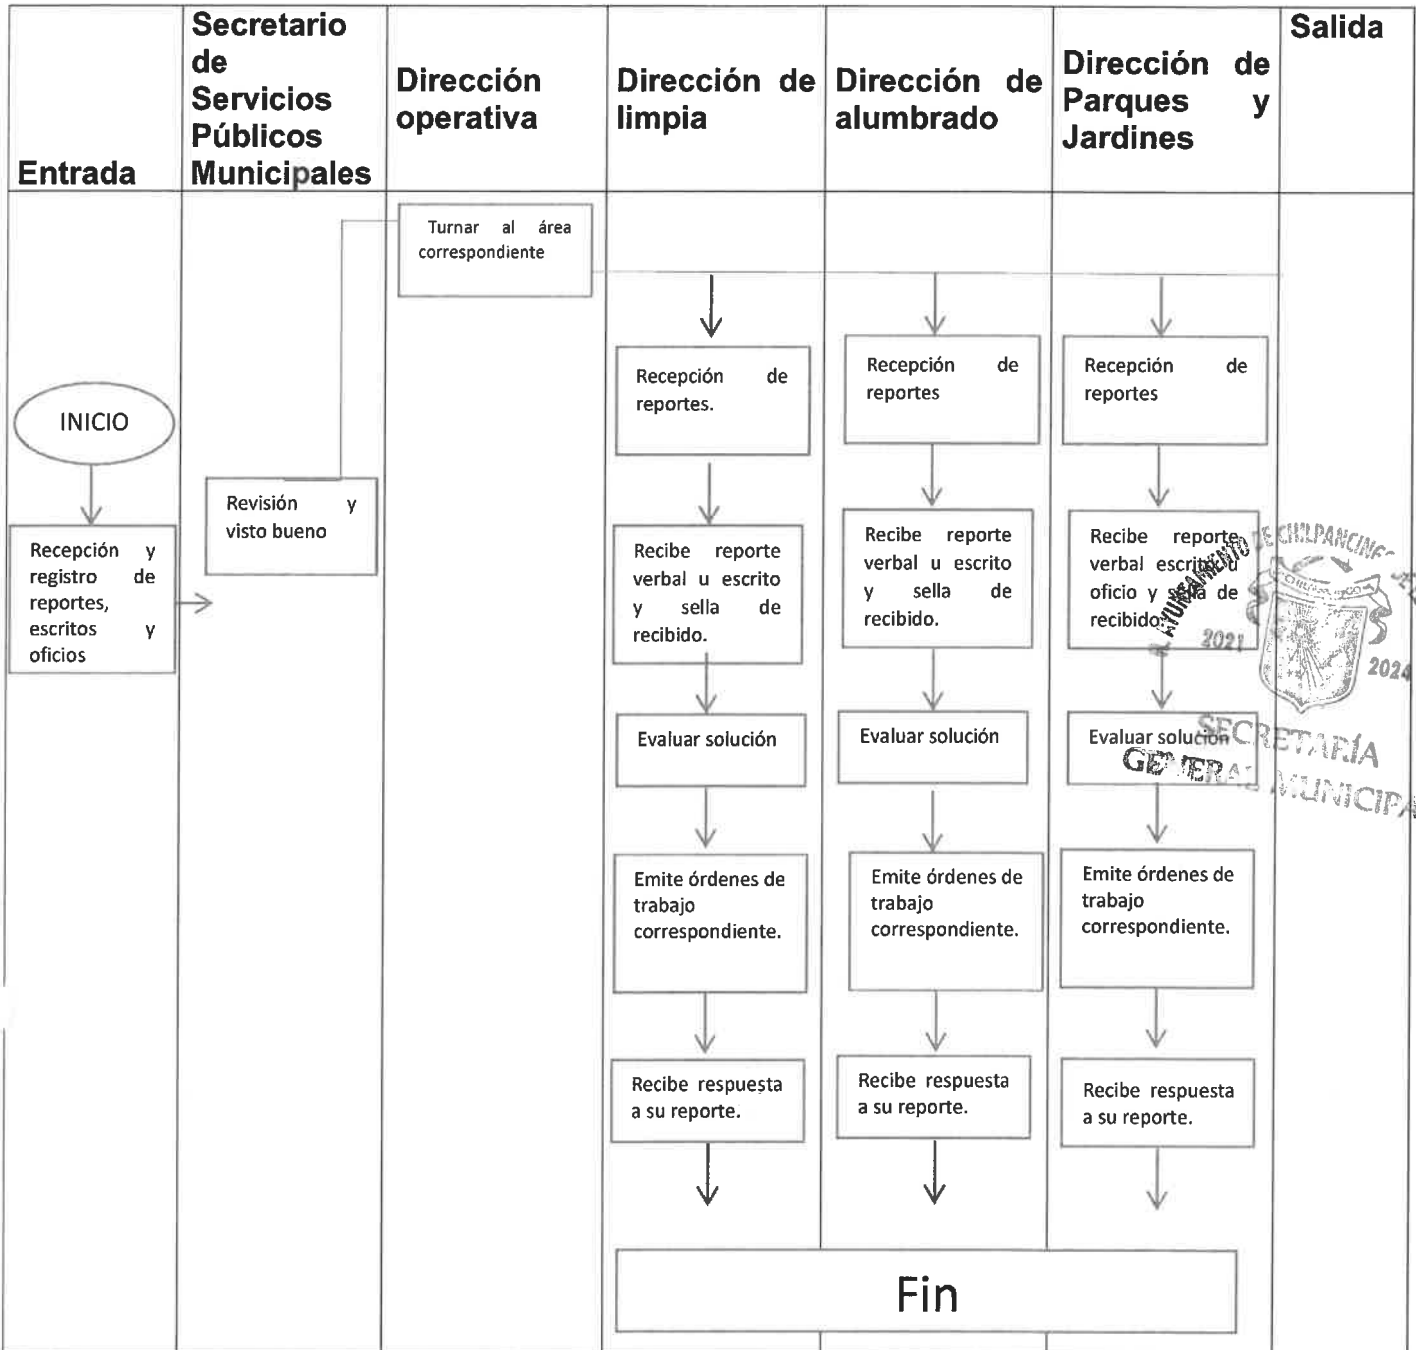 Entrada
Secretario
de
Servicios
Públicos
Municipales
Dirección
operativa
Dirección de
limpia
Dirección de
alumbrado
Dirección de
Parques y
Jardines
Salida
Turnar al área
correspondiente
INICIO
Recepción y
registro de
reportes,
escritos y
oficios
Revisión y
visto bueno
Recepción de
reportes.
Recibe reporte
verbal u escrito
y sella de
recibido.
Evaluar solución
Emite órdenes de
trabajo
correspondiente.
Recibe respuesta
a su reporte.
Recepción de
reportes
Recibe reporte
verbal u escrito
y sella de
recibido.
Evaluar solución
Emite órdenes de
trabajo
correspondiente.
Recibe respuesta
a su reporte.
Recepción de
reportes
Recibe reporte
verbal escrito u
oficio y sella de
recibido.
Evaluar solución
Emite órdenes de
trabajo
correspondiente.
Recibe respuesta
a su reporte.
Fin
AYUNTAMIENTO DE CHILPANCING
2021
2024
SECRETARÍA
GENERAL MUNICIPA